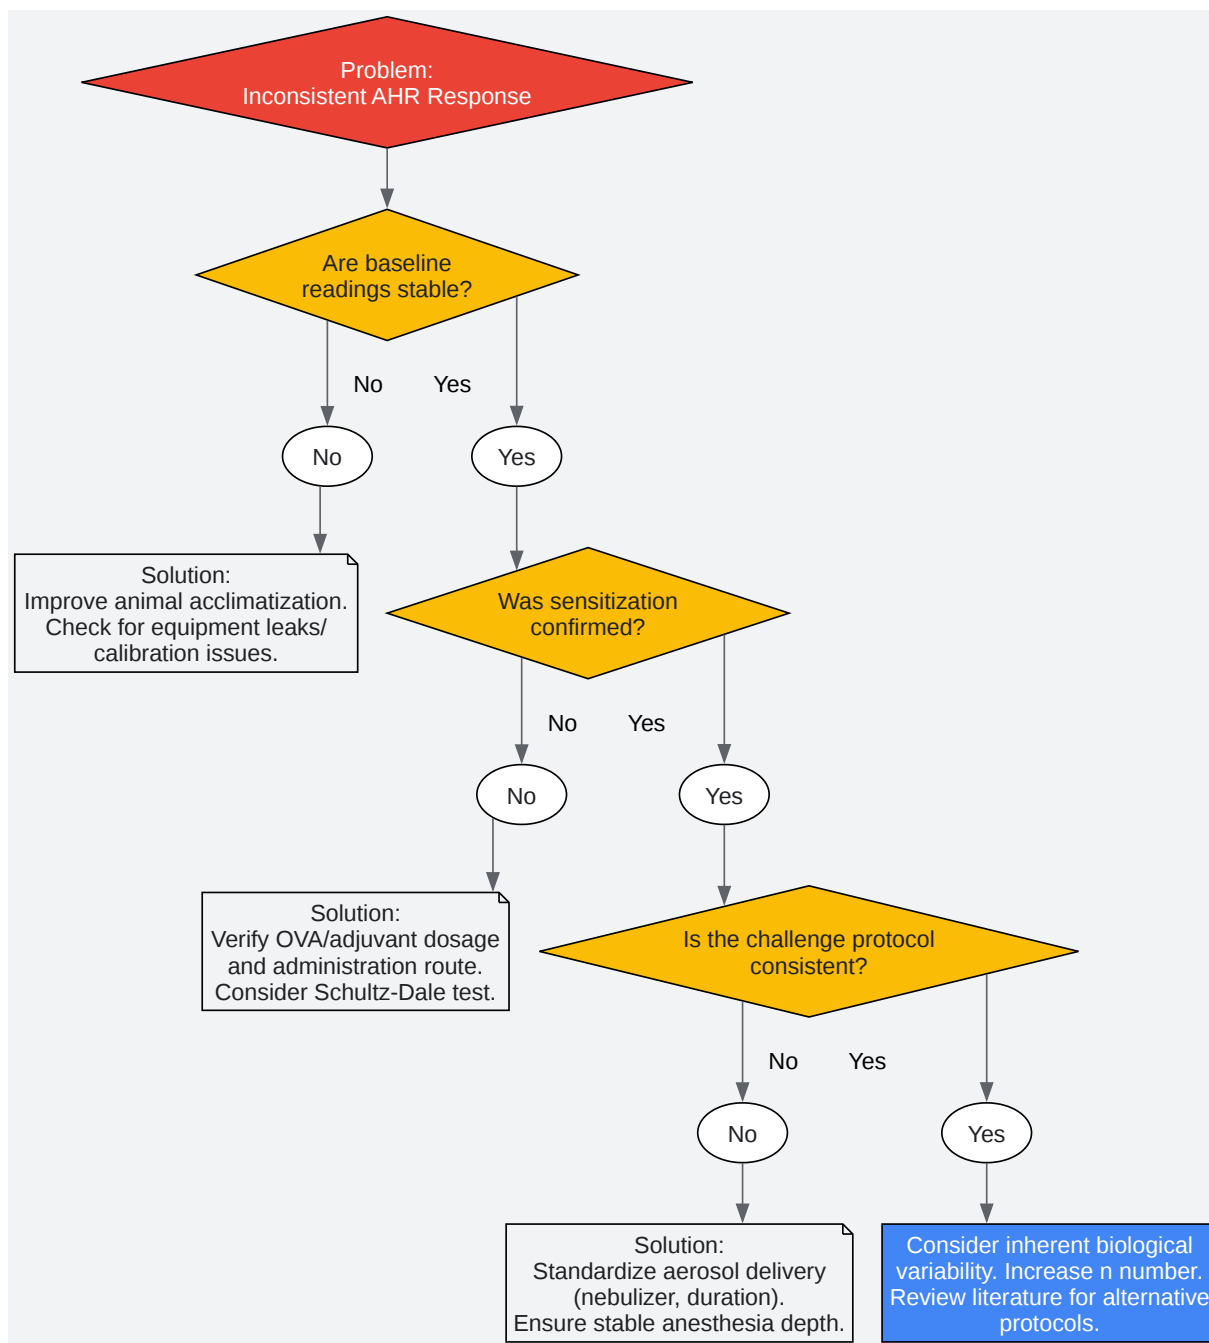 Problem:
Inconsistent AHR Response
Are baseline
readings stable?
No
Yes
No
Yes
Solution:
Improve animal acclimatization.
Check for equipment leaks/
calibration issues.
Was sensitization
confirmed?
No
Yes
No
Yes
Solution:
Verify OVA/adjuvant dosage
and administration route.
Consider Schultz-Dale test.
Is the challenge protocol
consistent?
No
Yes
No
Yes
Solution:
Standardize aerosol delivery
(nebulizer, duration).
Ensure stable anesthesia depth.
Consider inherent biological
variability. Increase n number.
Review literature for alternative
protocols.